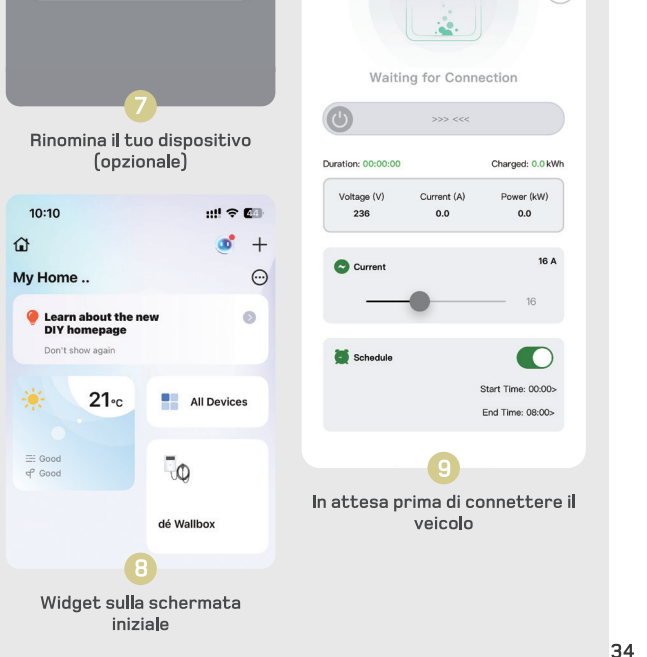 7
Rinomina il tuo dispositivo
(opzionale)
10:10
44
My Home ..
Learn about the new
DIY homepage
Don't show again
21°C
All Devices
Good
Good
dé Wallbox
8
Widget sulla schermata
iniziale
Waiting for Connection
>>> <<<
Duration: 00:00:00 Charged: 0.0 kWh
Voltage (V) Current (A) Power (kW)
236 0.0 0.0
Current 16 A
16
Schedule
Start Time: 00:00>
End Time: 08:00>
9
In attesa prima di connettere il
veicolo
34